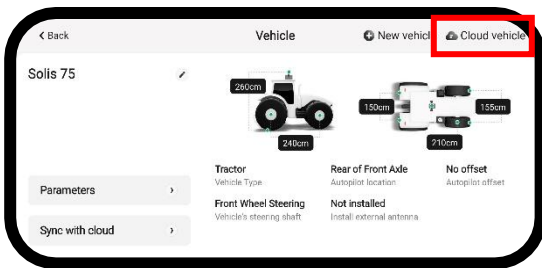 Back
Vehicle
New vehicl
Cloud vehicle
Solis 75
260cm
240cm
150cm
155cm
210cm
Tractor
Vehicle Type
Rear of Front Axle
Autopilot location
No offset
Autopilot offset
Front Wheel Steering
Vehicle's steering shaft
Not installed
Install external antenna
Parameters
Sync with cloud